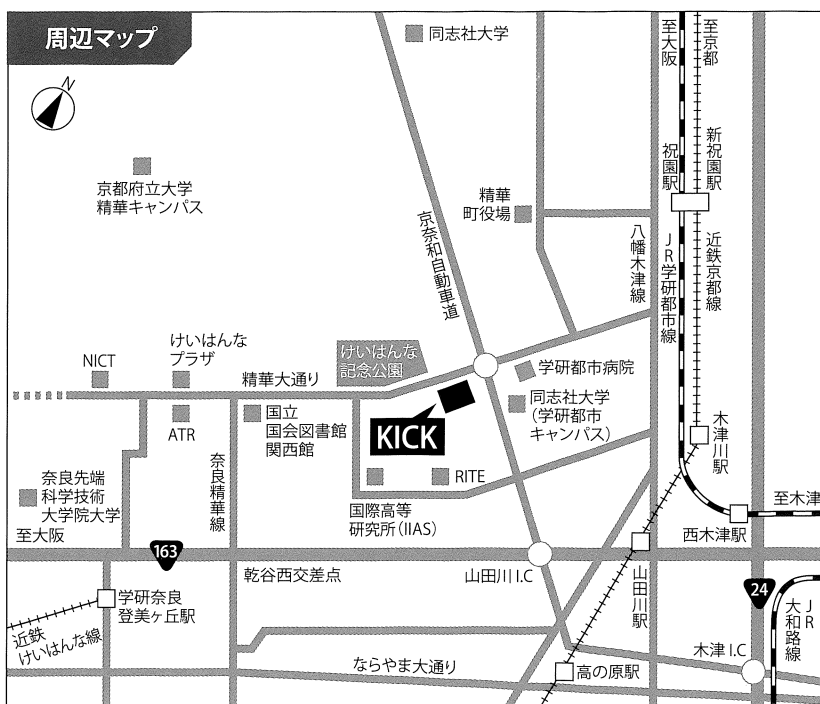 周辺マップ
N
同志社大学
至大阪
至京都
京都府立大学
精華キャンパス
精華
町役場
祝園駅
新祝園駅
京奈和自動車道
八幡木津線
JR学研都市線
近鉄京都線
けいはんな
プラザ
NICT
けいはんな
記念公園
精華大通り
学研都市病院
ATR
国立
国会図書館
関西館
KICK
同志社大学
(学研都市
キャンパス)
木津川駅
奈良先端
科学技術
大学院大学
奈良精華線
RITE
国際高等
研究所(IIAS)
至木津
西木津駅
至大阪
163
乾谷西交差点
山田川I.C
山田川駅
24
学研奈良
登美ヶ丘駅
近鉄
けいはんな線
JR
大和路線
木津I.C
ならやま大通り
高の原駅